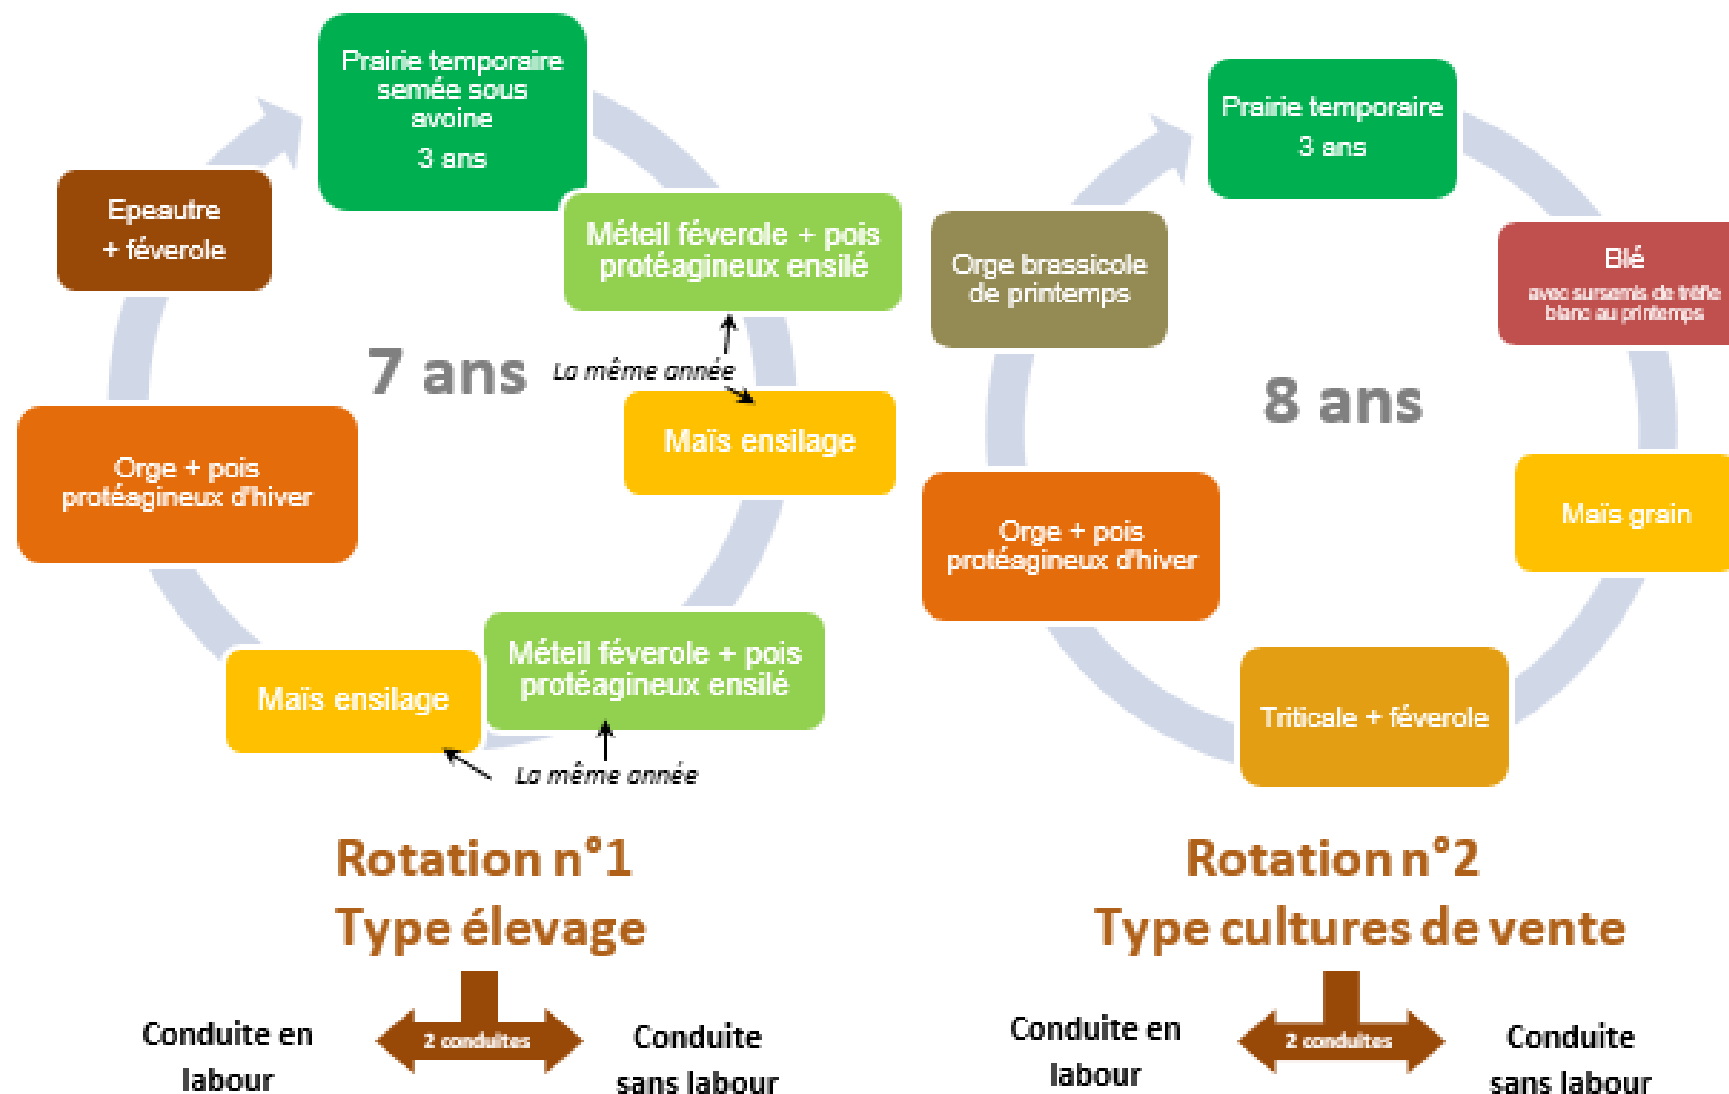 Prairie temporaire
semée sous
avoine
3 ans
Méteil féverole + pois
protéagineux ensilé
La même année
Maïs ensilage
Méteil féverole + pois
protéagineux ensilé
Maïs ensilage
La même année
Orge + pois
protéagineux d'hiver
Epeautre
+ féverole
7 ans
Rotation n°1
Type élevage
2 conduites
Conduite en
labour
Conduite
sans labour
Prairie temporaire
3 ans
Blé
avec sursemis de trèfle
blanc au printemps
Maïs grain
Triticale + féverole
Orge + pois
protéagineux d'hiver
Orge brassicole
de printemps
8 ans
Rotation n°2
Type cultures de vente
2 conduites
Conduite en
labour
Conduite
sans labour